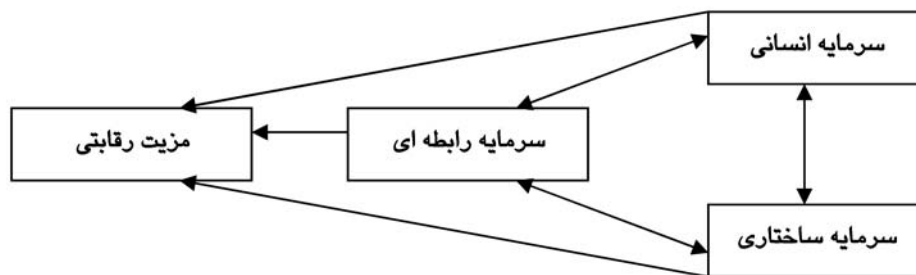 سرمایه انسانی
سرمایه رابطه ای
مزیت رقابتی
سرمایه ساختاری